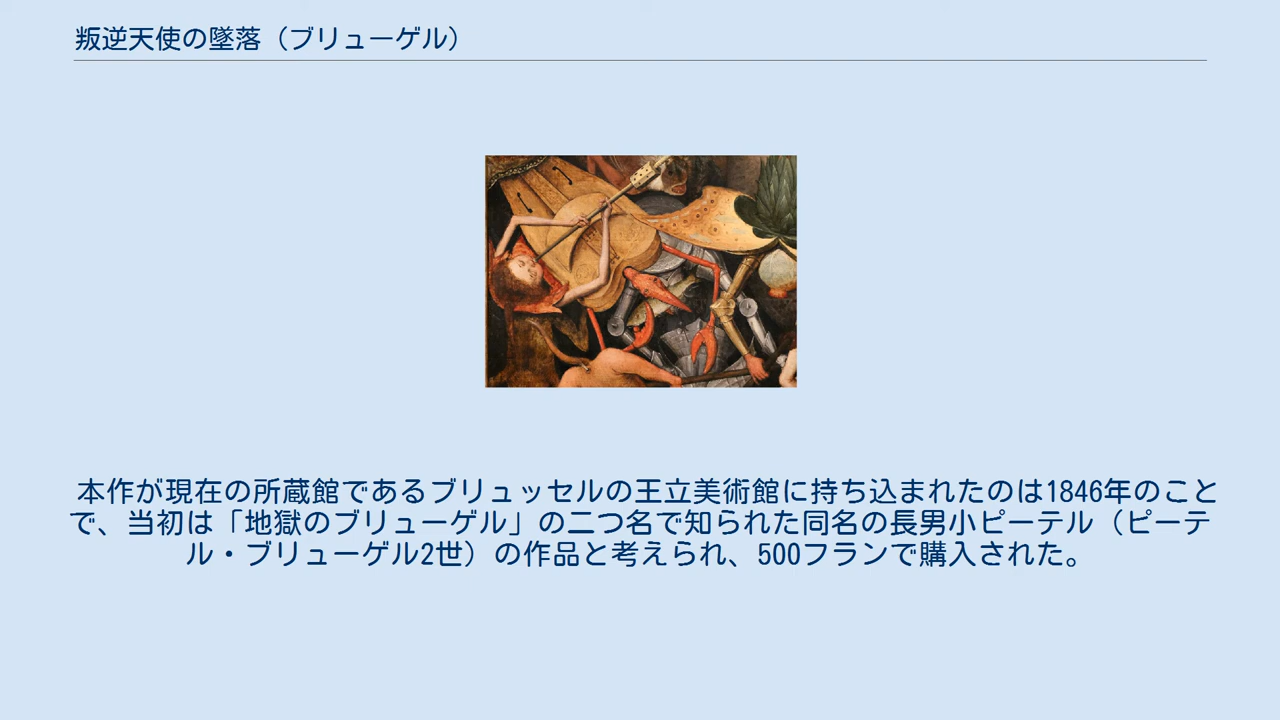 叛逆天使の墜落（ブリューゲル）
本作が現在の所蔵館であるブリュッセルの王立美術館に持ち込まれたのは1846年のこと
で、当初は「地獄のブリューゲル」の二つ名で知られた同名の長男小ピーテル（ピーテ
ル・ブリューゲル2世）の作品と考えられ、500フランで購入された。